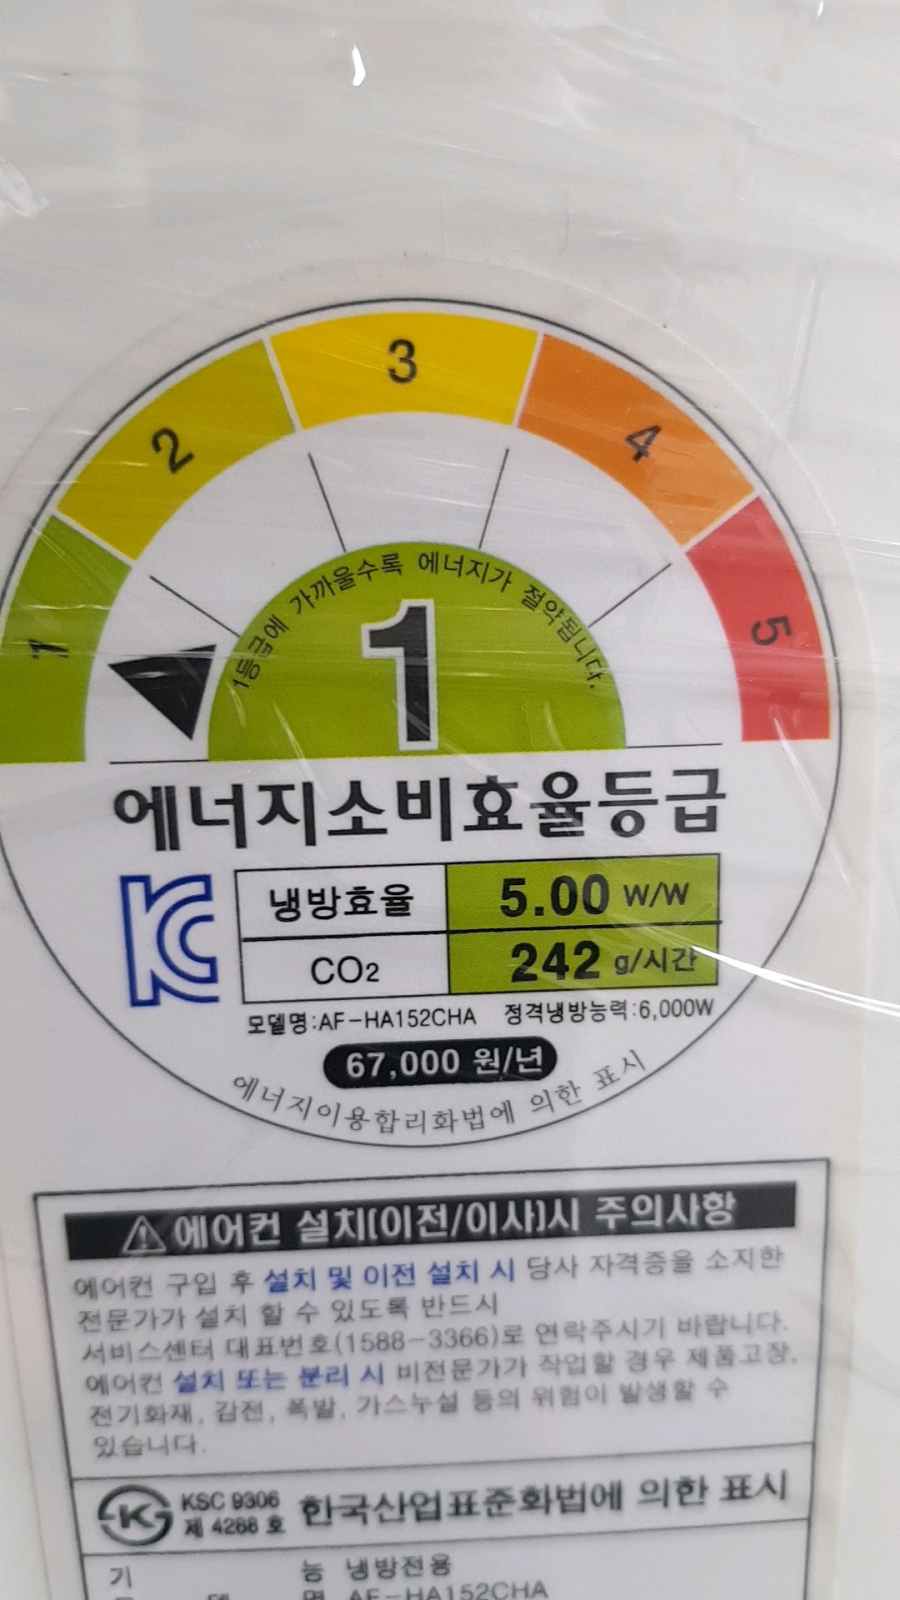 1
2
3
4
5
1등급에 가까울수록 에너지가 절약됩니다.
1
에너지소비효율등급
냉방효율 5.00 W/W
CO2 242 g/시간
모델명:AF-HA152CHA 정격냉방능력:6,000W
67,000 원/년
에너지이용합리화법에 의한 표시
에어컨 설치(이전/이사)시 주의사항
에어컨 구입 후 설치 및 이전 설치 시 당사 자격증을 소지한
전문가가 설치 할 수 있도록 반드시
서비스센터 대표번호(1588-3366)로 연락주시기 바랍니다.
에어컨 설치 또는 분리 시 비전문가가 작업할 경우 제품고장,
전기화재, 감전, 폭발, 가스누설 등의 위험이 발생할 수
있습니다.
KSC 9306
제 4288 호
한국산업표준화법에 의한 표시
기 능 냉방전용
모 델 명 AF-HA152CHA